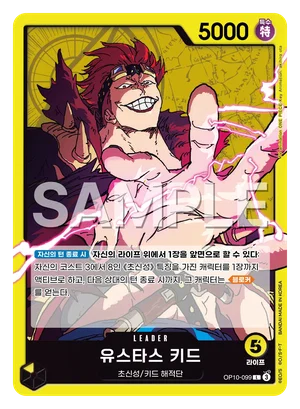 5000
특수
特
SAMPLE
자신의 턴 종료 시 자신의 라이프 위에서 1장을 앞면으로 할 수 있다:
자신의 코스트 3에서 8인 《초신성》 특징을 가진 캐릭터를 1장까지
액티브로 하고, 다음 상대의 턴 종료 시까지, 그 캐릭터는 블로커
를 얻는다.
LEADER
유스타스 키드
초신성/키드 해적단
5
라이프
OP10-099 L
BANDAI MADE IN KOREA